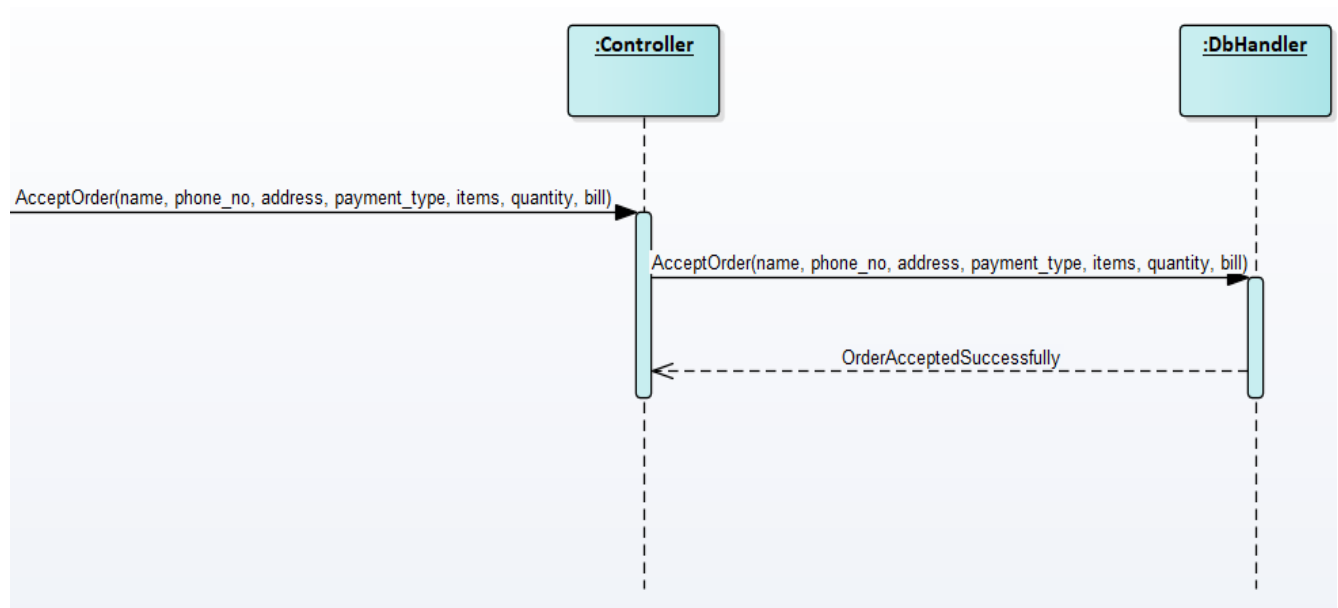 :Controller
:DbHandler
AcceptOrder(name, phone_no, address, payment_type, items, quantity, bill)
AcceptOrder(name, phone_no, address, payment_type, items, quantity, bill)
OrderAcceptedSuccessfully